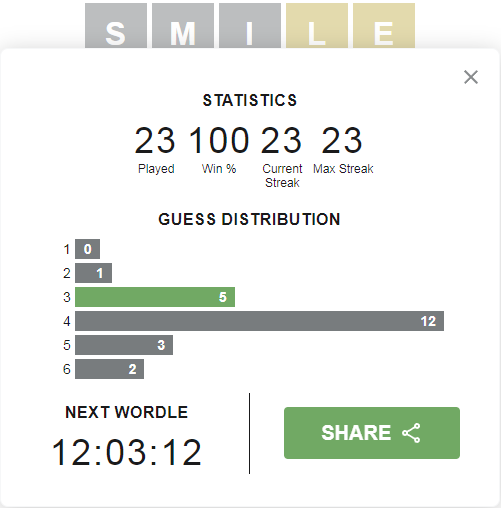 S M I L E
STATISTICS
23 100 23 23
Played Win % Current Streak Max Streak
GUESS DISTRIBUTION
1 0
2 1
3 5
4 12
5 3
6 2
NEXT WORDLE
12:03:12
SHARE